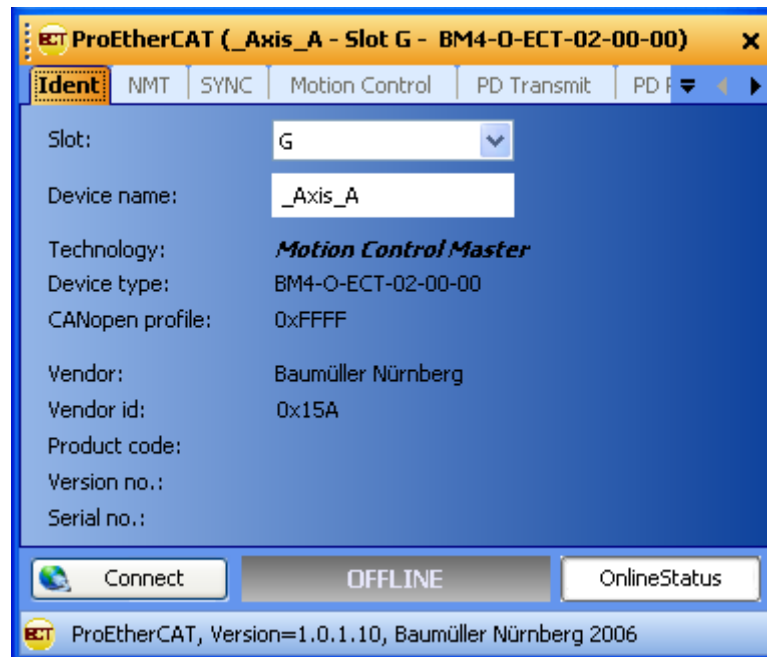 ECT ProEtherCAT (_Axis_A - Slot G - BM4-O-ECT-02-00-00)
Ident NMT SYNC Motion Control PD Transmit PD
Slot: G
Device name: _Axis_A
Technology: Motion Control Master
Device type: BM4-O-ECT-02-00-00
CANopen profile: 0xFFFF
Vendor: Baumüller Nürnberg
Vendor id: 0x15A
Product code:
Version no.:
Serial no.:
Connect OFFLINE OnlineStatus
ECT ProEtherCAT, Version=1.0.1.10, Baumüller Nürnberg 2006